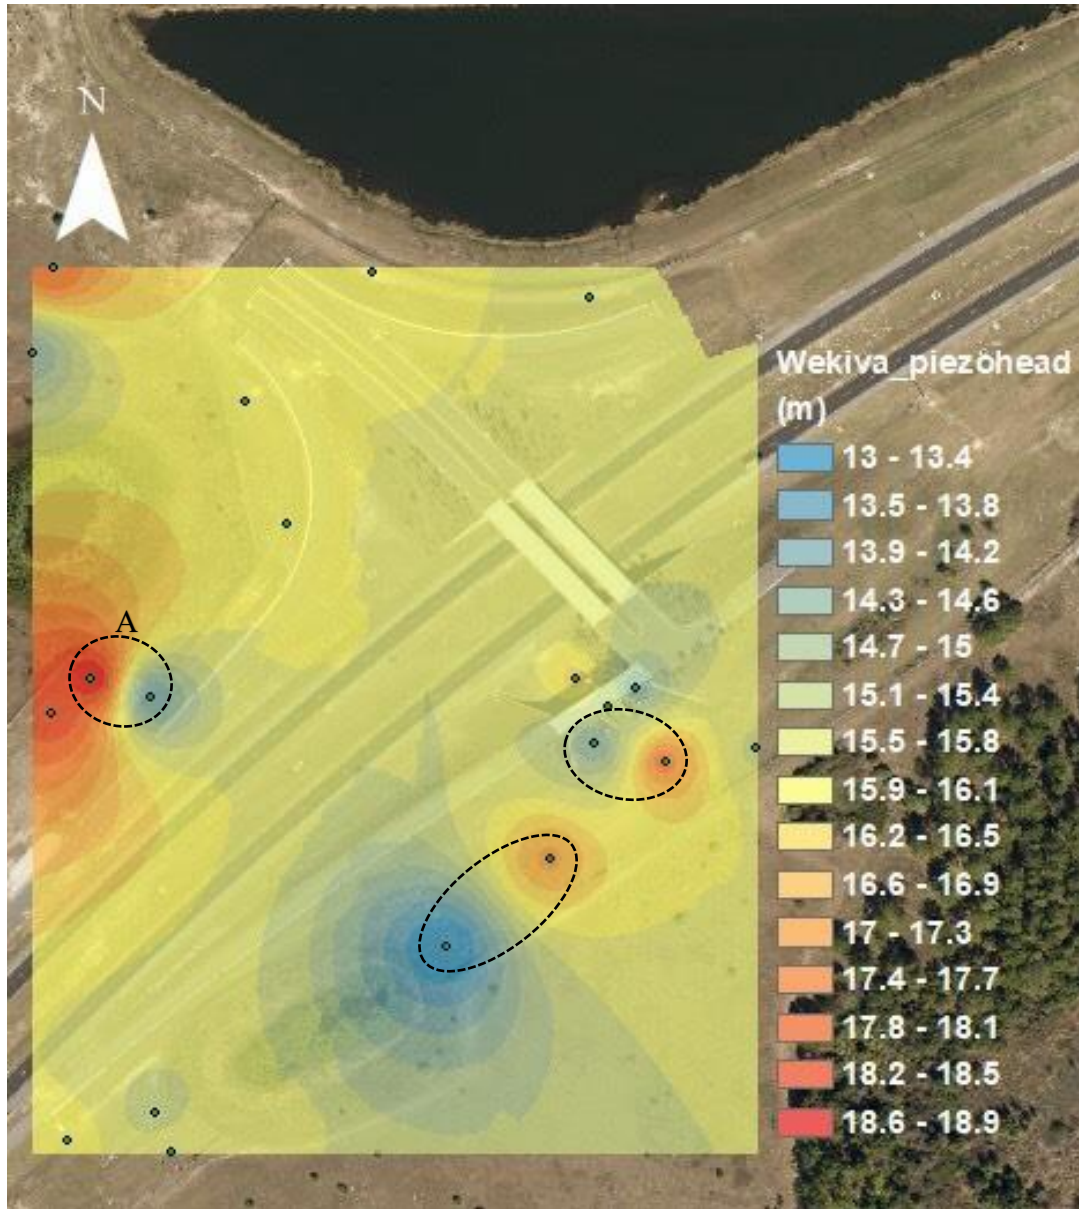 N
Wekiva_piezohead
(m)
13 - 13.4
13.5 - 13.8
13.9 - 14.2
14.3 - 14.6
14.7 - 15
15.1 - 15.4
15.5 - 15.8
15.9 - 16.1
16.2 - 16.5
16.6 - 16.9
17 - 17.3
17.4 - 17.7
17.8 - 18.1
18.2 - 18.5
18.6 - 18.9
A